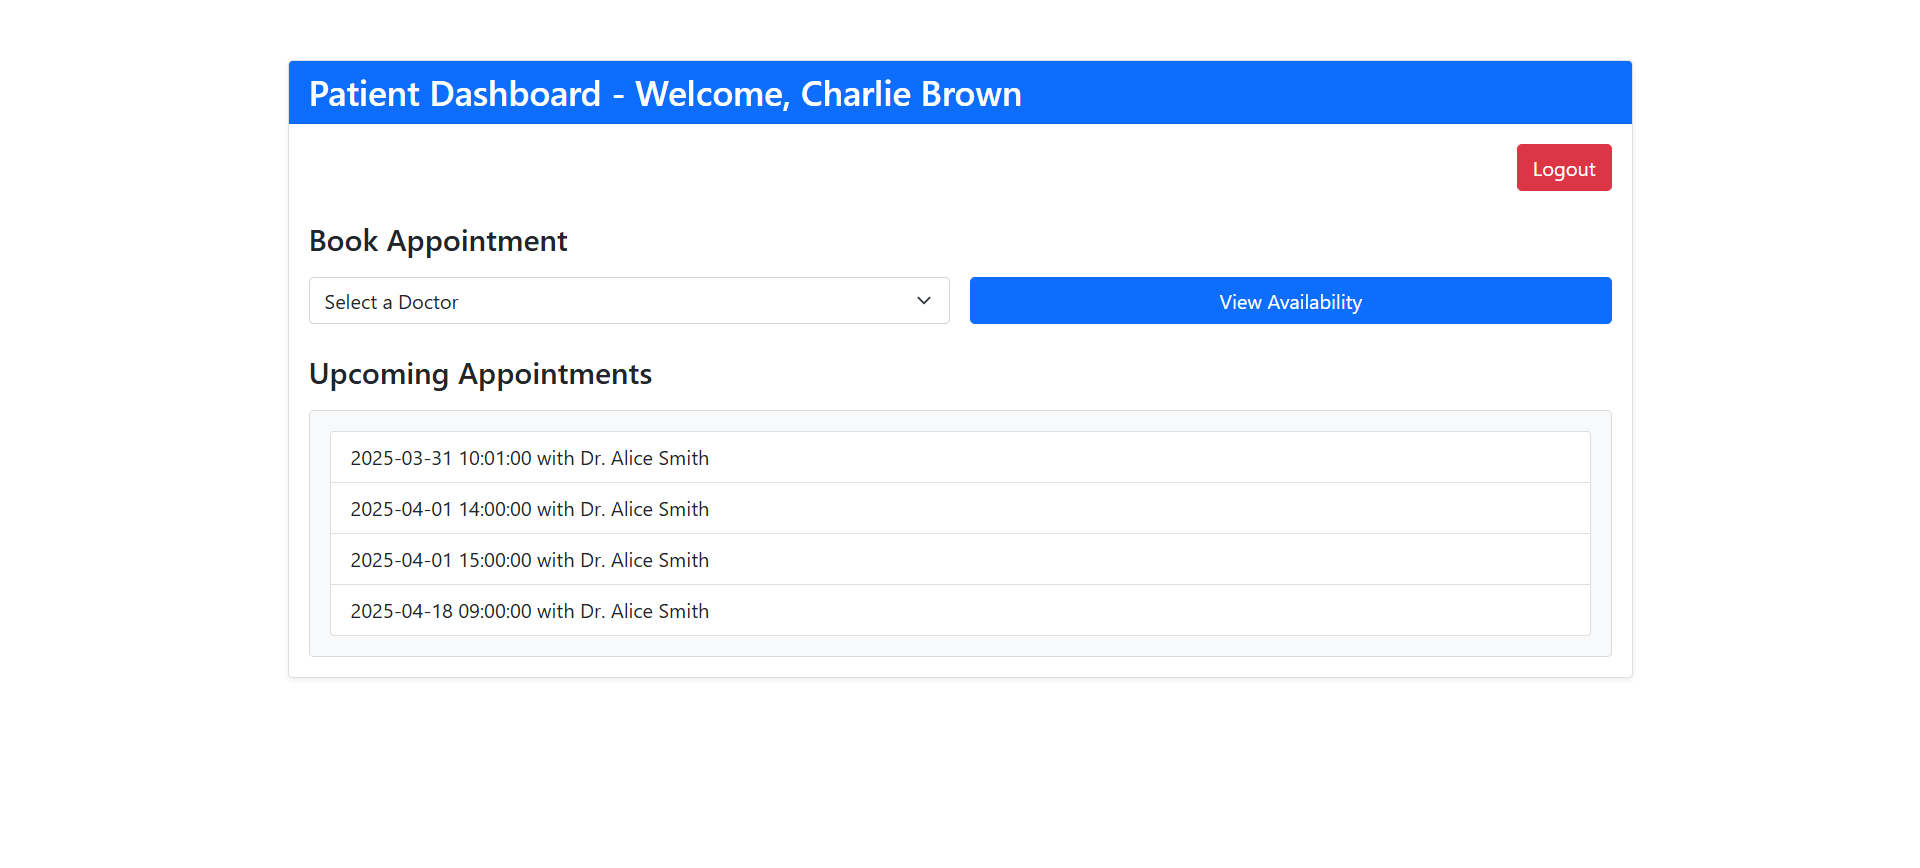 Patient Dashboard - Welcome, Charlie Brown
Logout
Book Appointment
Select a Doctor
View Availability
Upcoming Appointments
2025-03-31 10:01:00 with Dr. Alice Smith
2025-04-01 14:00:00 with Dr. Alice Smith
2025-04-01 15:00:00 with Dr. Alice Smith
2025-04-18 09:00:00 with Dr. Alice Smith